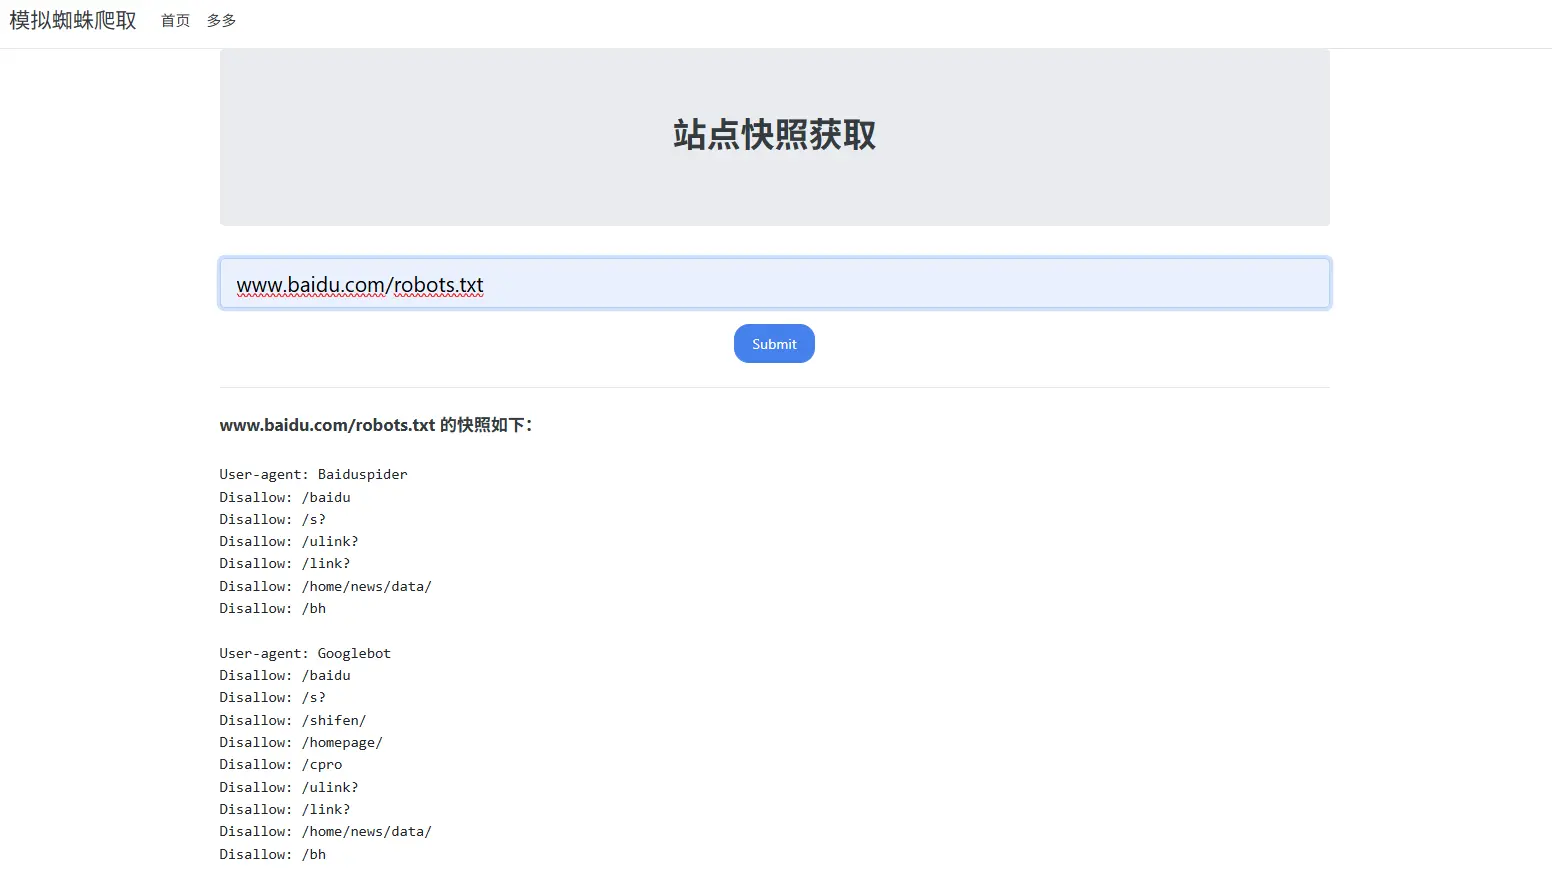 模拟蜘蛛爬取 首页 多多
站点快照获取
www.baidu.com/robots.txt
Submit
www.baidu.com/robots.txt 的快照如下：
User-agent: Baiduspider
Disallow: /baidu
Disallow: /s?
Disallow: /ulink?
Disallow: /link?
Disallow: /home/news/data/
Disallow: /bh
User-agent: Googlebot
Disallow: /baidu
Disallow: /s?
Disallow: /shifen/
Disallow: /homepage/
Disallow: /cpro
Disallow: /ulink?
Disallow: /link?
Disallow: /home/news/data/
Disallow: /bh